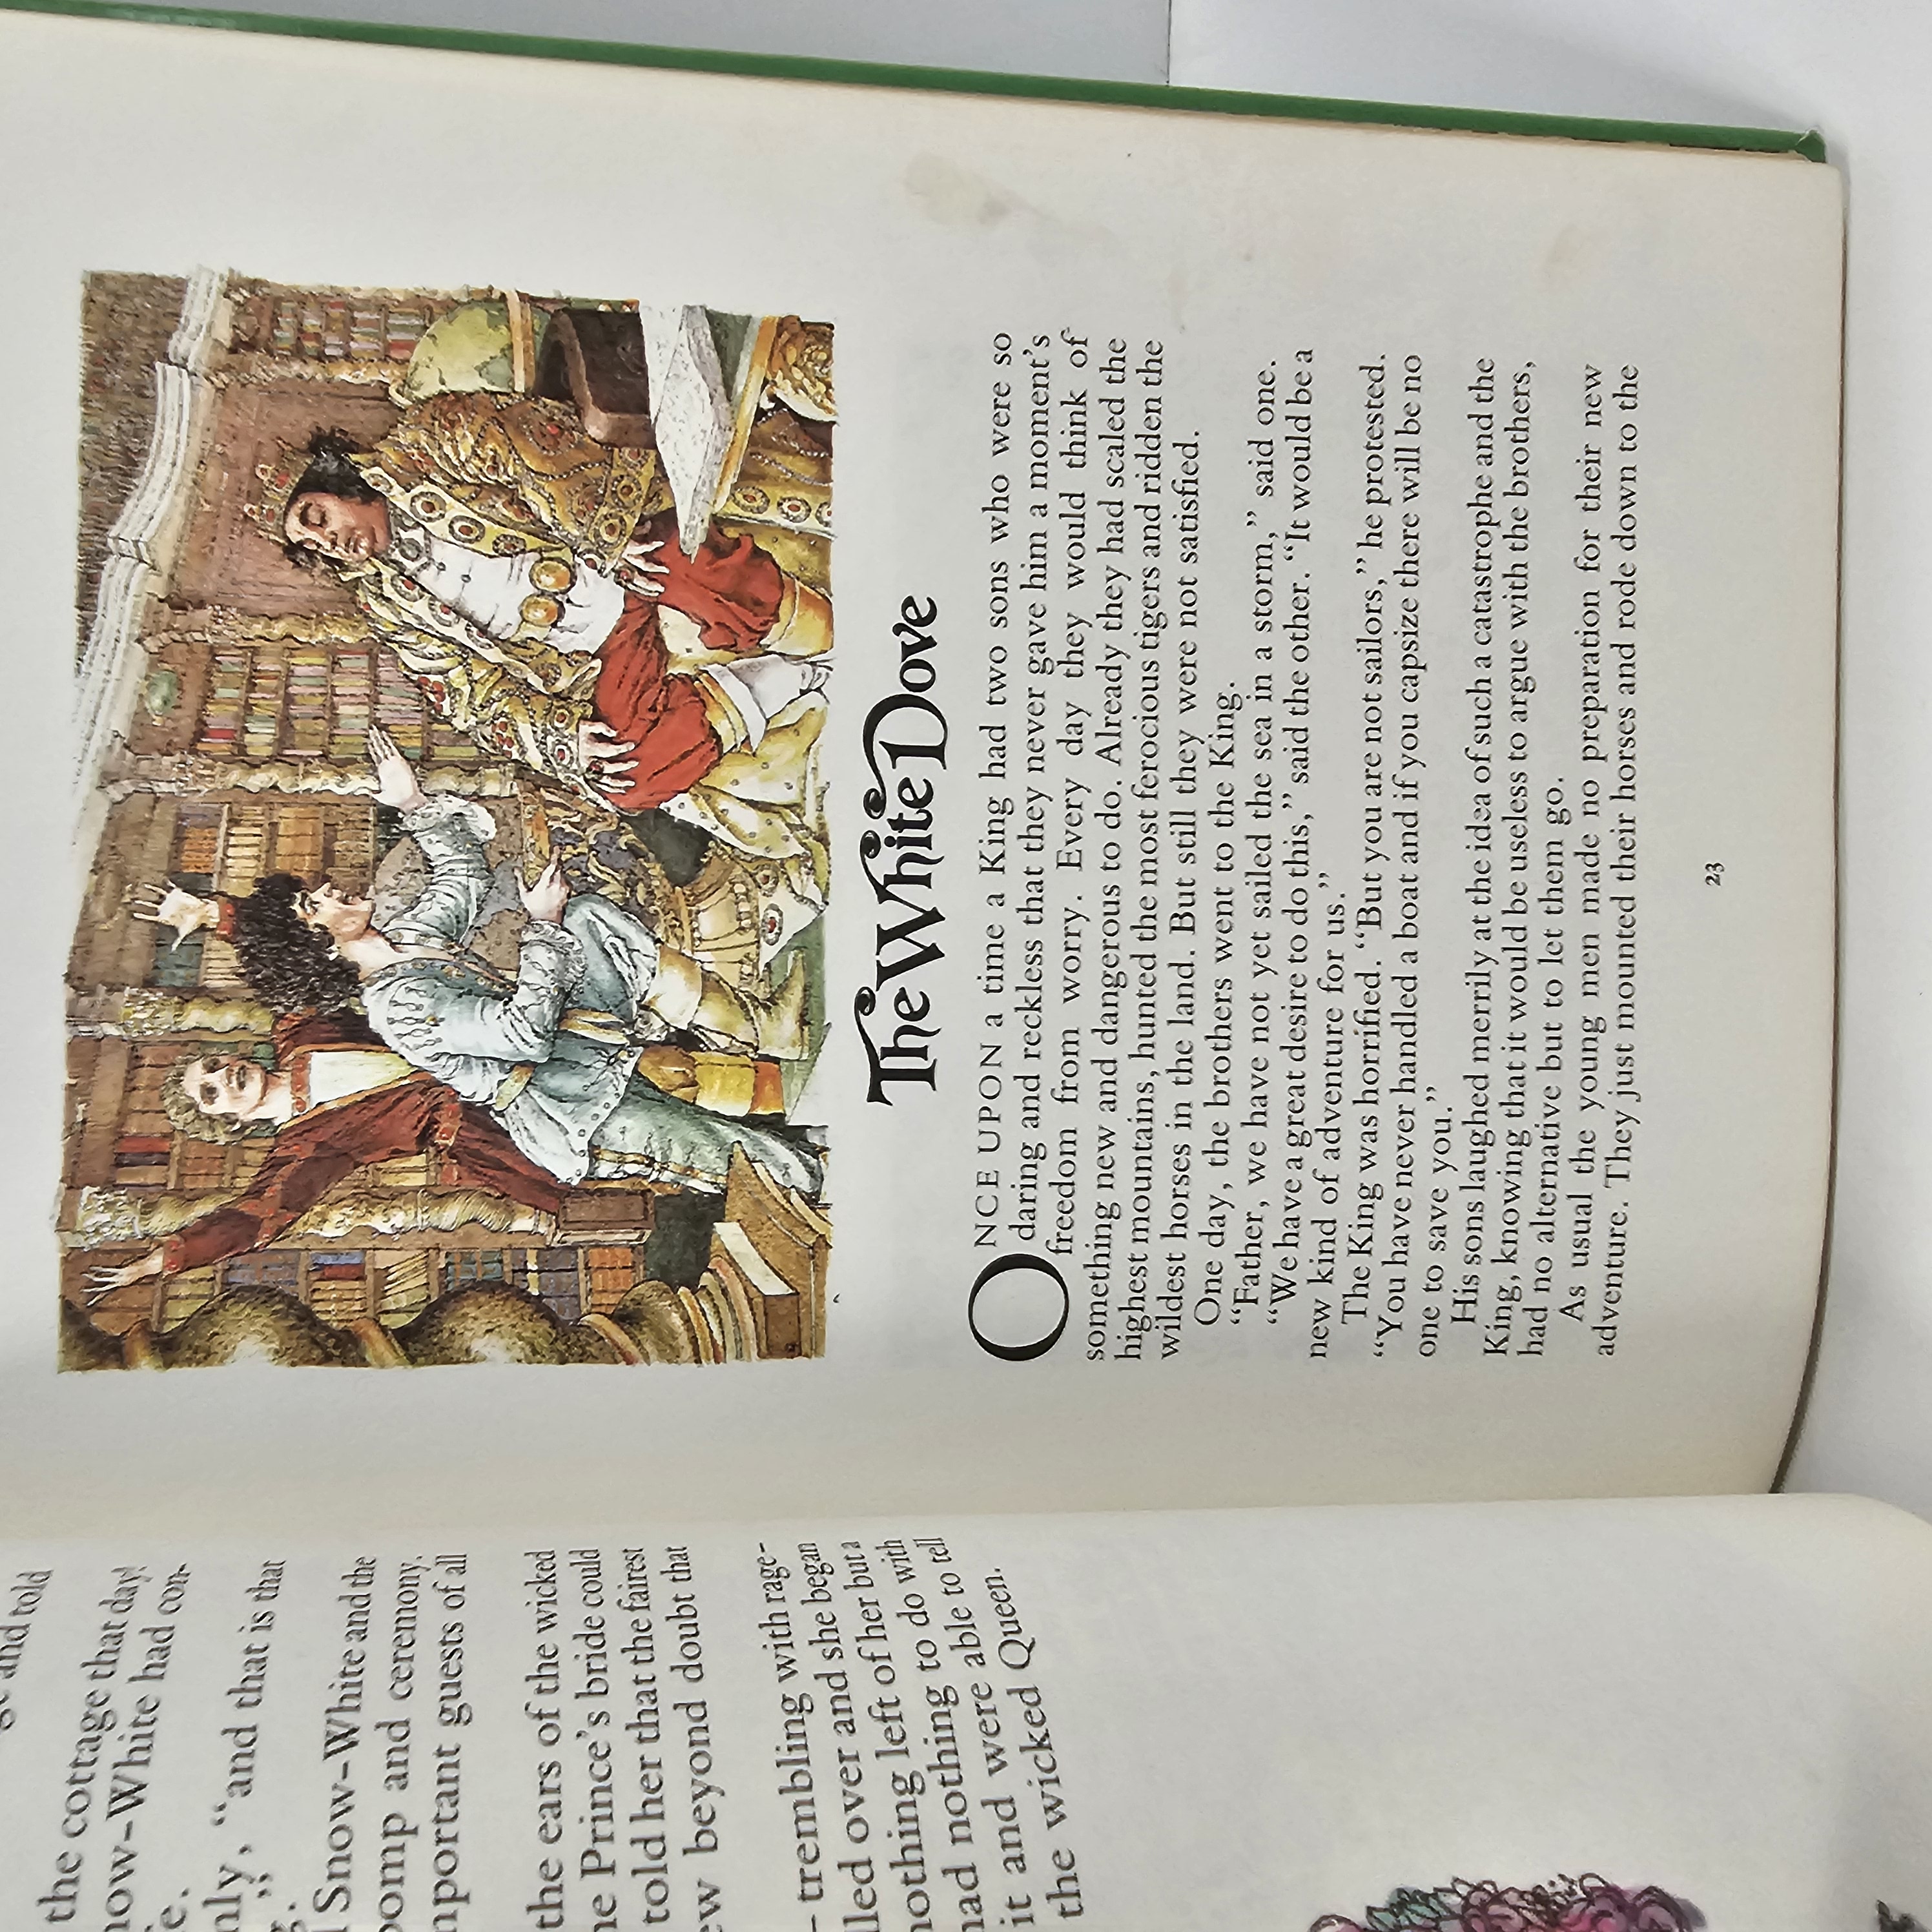 and told
the cottage that day!
now-White had con-
"and that is that
Snow-White and the
pomp and ceremony.
important guests of all
the ears of the wicked
Prince's bride could
told her that the fairest
beyond doubt that
– trembling with rage–
over and she began
nothing left of her but a
had nothing to do with
it and were able to tell
the wicked Queen.
The White Dove
ONCE UPON a time a King had two sons who were so
daring and reckless that they never gave him a moment's
freedom from worry. Every day they would think of
something new and dangerous to do. Already they had scaled the
highest mountains, hunted the most ferocious tigers and ridden the
wildest horses in the land. But still they were not satisfied.
One day, the brothers went to the King.
"Father, we have not yet sailed the sea in a storm," said one.
"We have a great desire to do this," said the other. "It would be a
new kind of adventure for us."
The King was horrified. "But you are not sailors," he protested.
"You have never handled a boat and if you capsize there will be no
one to save you."
His sons laughed merrily at the idea of such a catastrophe and the
King, knowing that it would be useless to argue with the brothers,
had no alternative but to let them go.
As usual the young men made no preparation for their new
adventure. They just mounted their horses and rode down to the
23